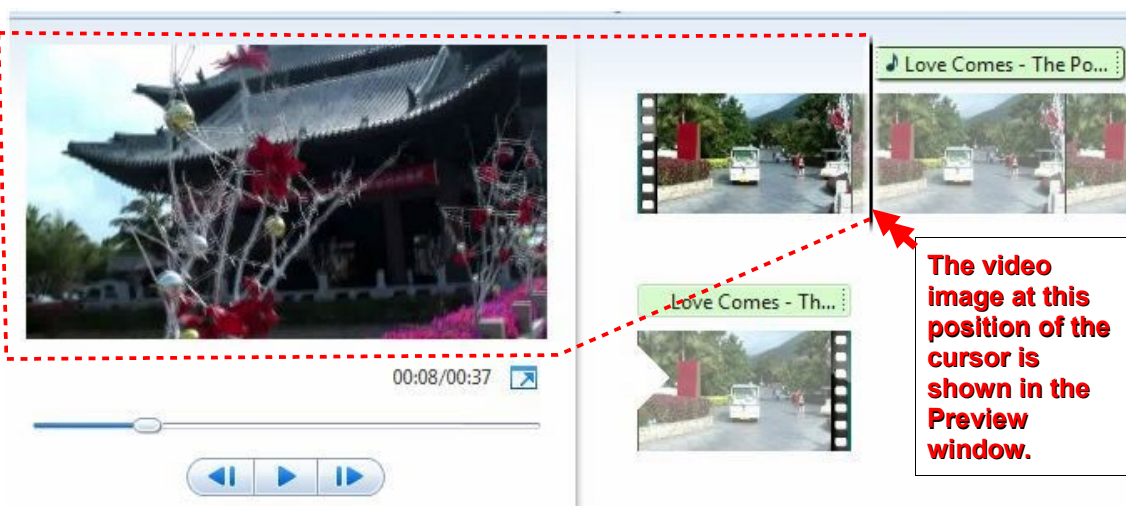 ♪ Love Comes - The Po...
Love Comes - Th...
00:08/00:37
The video
image at this
position of the
cursor is
shown in the
Preview
window.